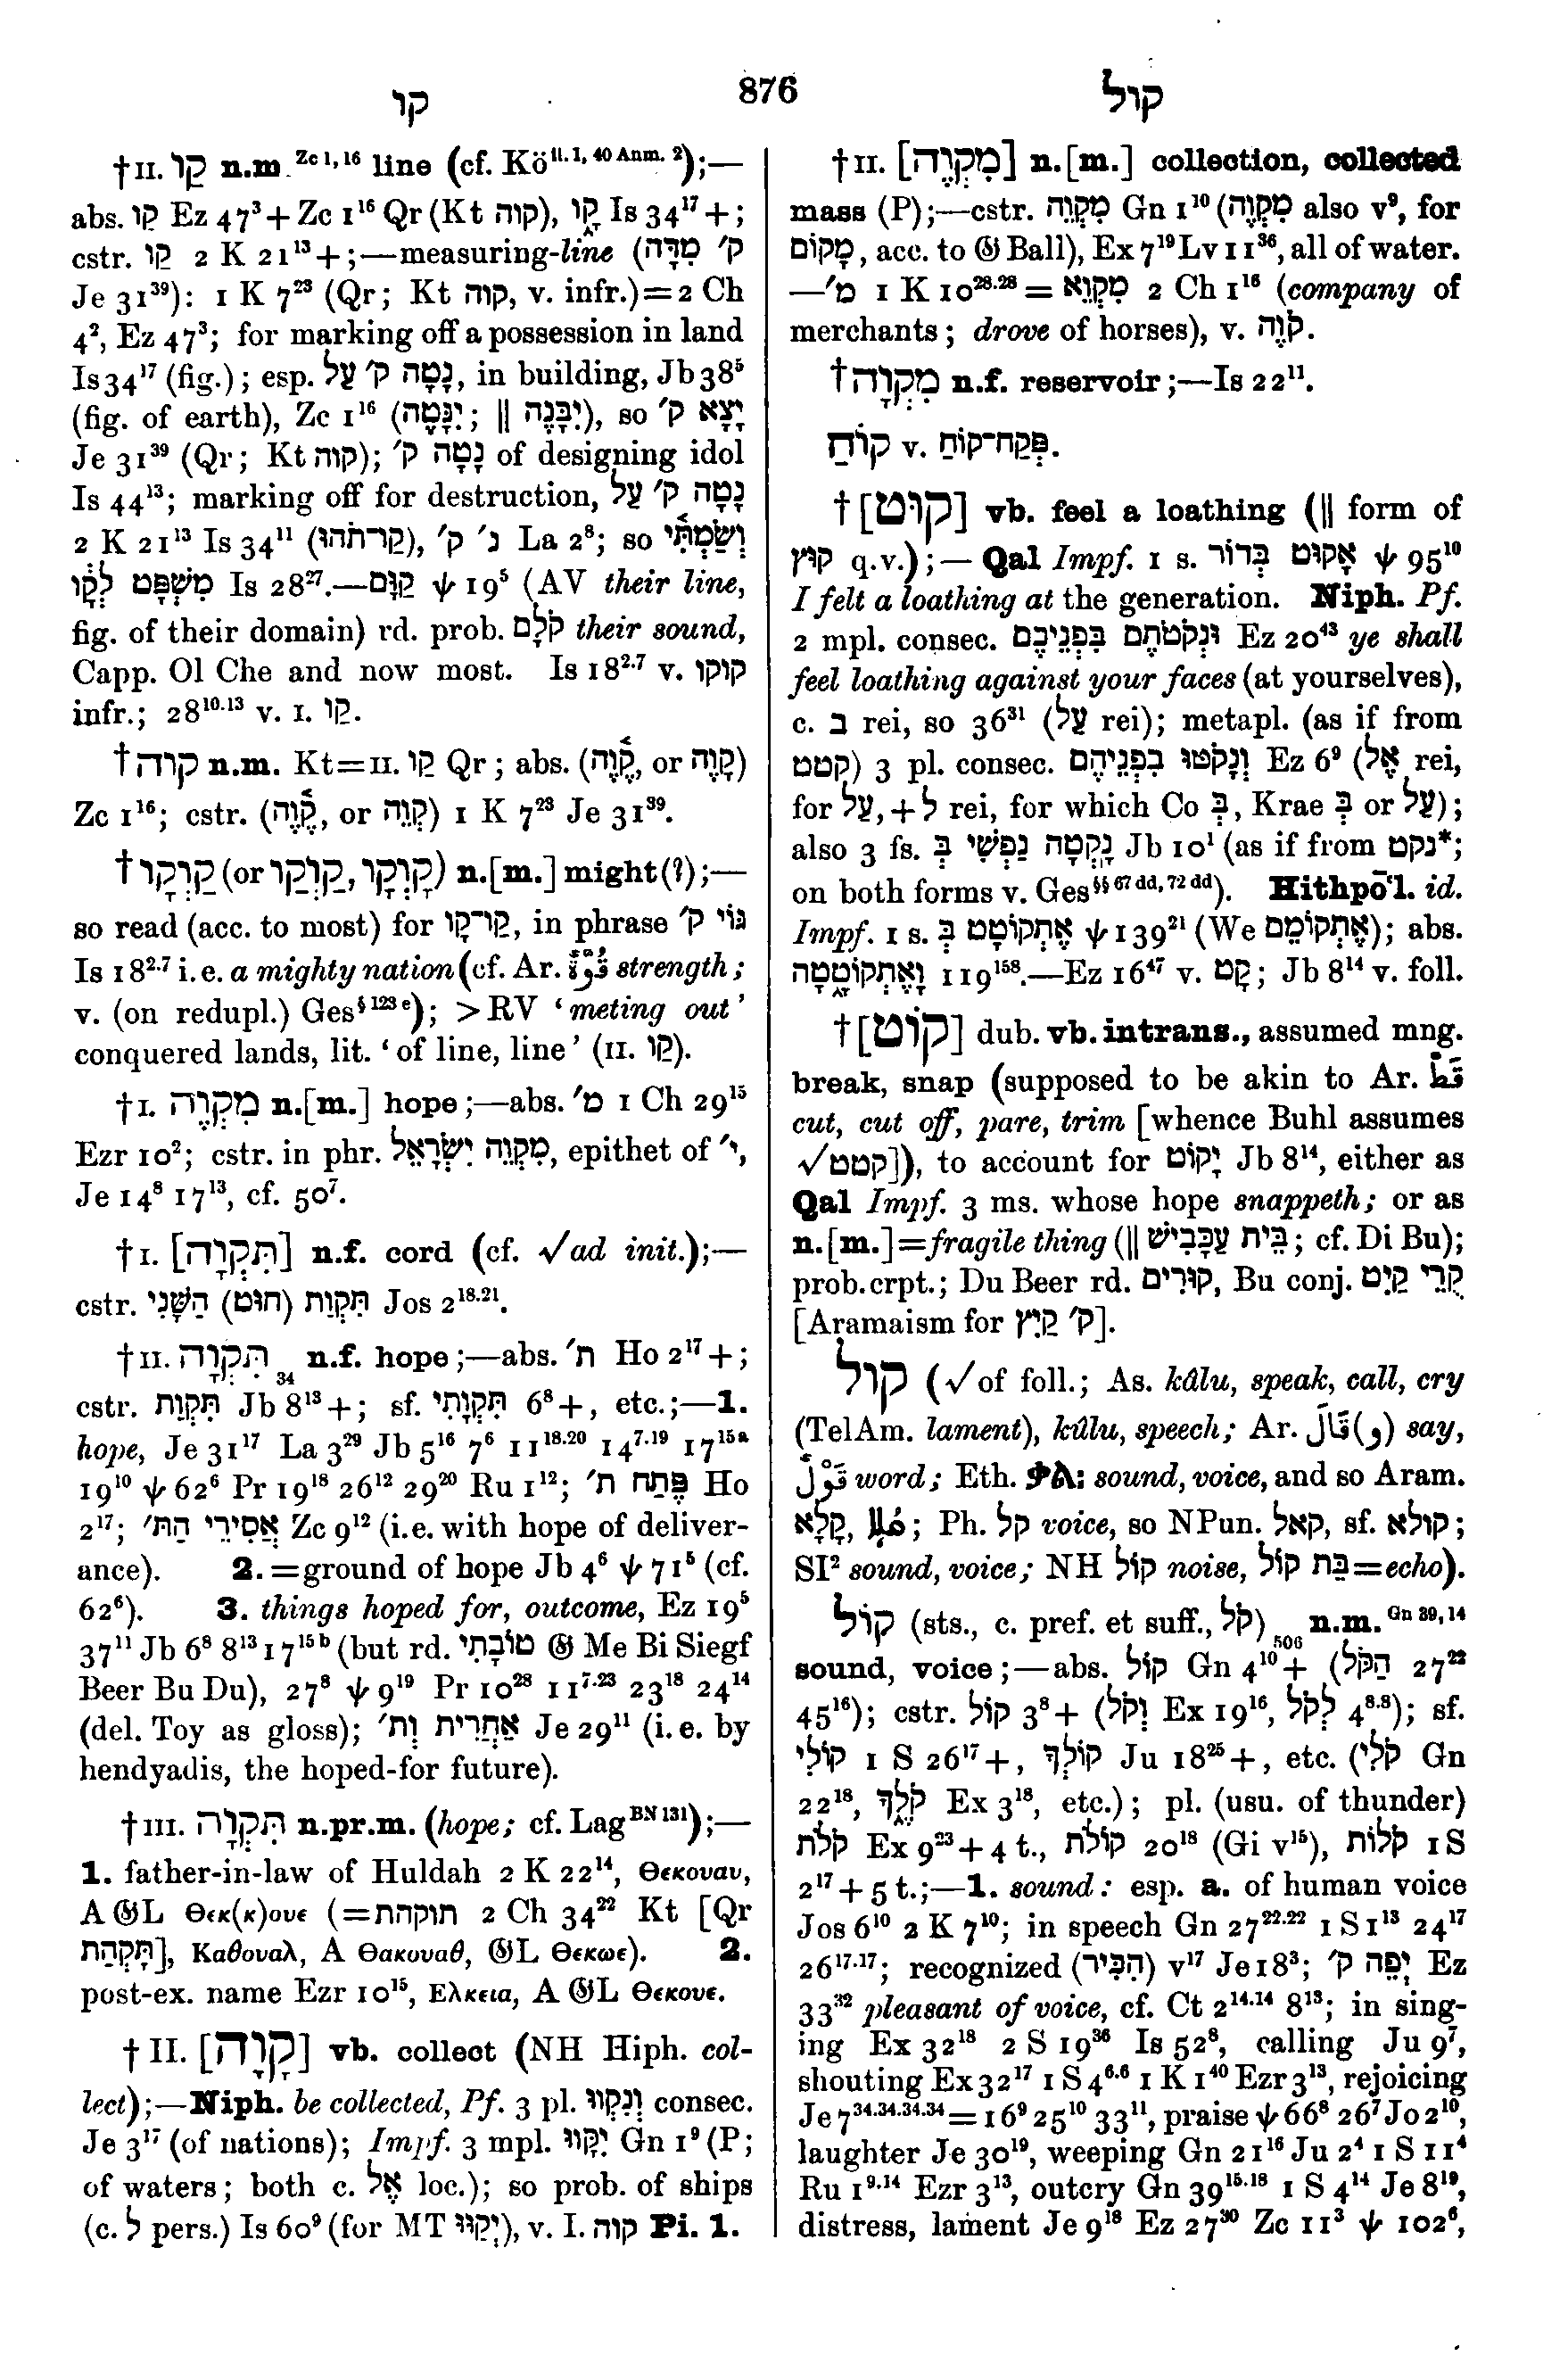 קו 876 קול
†II. קַו n.m. Zc 1, 16 line (cf. Kö II. 1, 40 Anm. 2);—
abs. קָו Ez 47³ + Zc 1¹⁶ Qr (Kt קוה), קָ֑ו Is 34¹⁷ +;
cstr. קַו 2 K 21¹³ +;—measuring-line (ק׳ מִדָּה
Je 31³⁹): 1 K 7²³ (Qr; Kt קוה, v. infr.) = 2 Ch
4², Ez 47³; for marking off a possession in land
Is 34¹⁷ (fig.); esp. נָטָה ק׳ עַל, in building, Jb 38⁵
(fig. of earth), Zc 1¹⁶ (יִנָּטֶה; ‖ יִבָּנֶה), so יָצָא ק׳
Je 31³⁹ (Qr; Kt קוה); נָטָה ק׳ of designing idol
Is 44¹³; marking off for destruction, נָטָה ק׳ עַל
2 K 21¹³ Is 34¹¹ (קַו־תֹהוּ), נ׳ ק׳ La 2⁸; so וְשַׂמְתִּי
מִשְׁפָּט לְקָו Is 28²⁷.—קַוָּם ψ 19⁵ (AV their line,
fig. of their domain) rd. prob. קֹלָם their sound,
Capp. Ol Che and now most. Is 18²·⁷ v. קוקו
infr.; 28¹⁰·¹³ v. I. קַו.
†קוה n.m. Kt = II. קַו Qr; abs. (קָ֫וֶה, or קָוֶה)
Zc 1¹⁶; cstr. (קְ֫וֵה, or קְוֵה) 1 K 7²³ Je 31³⁹.
†קַוְקָו (or קָוְקָו, קַוְקַו) n.[m.] might(?);—
so read (acc. to most) for קַו־קָו, in phrase גּוֹי ק׳
Is 18²·⁷ i.e. a mighty nation (cf. Ar. قُوَّةٌ strength;
v. (on redupl.) Ges § 123 e); > RV ‘meting out’
conquered lands, lit. ‘of line, line’ (II. קַו).
†I. מִקְוֶה n.[m.] hope;—abs. מ׳ 1 Ch 29¹⁵
Ezr 10²; cstr. in phr. מִקְוֵה יִשְׂרָאֵל, epithet of י׳,
Je 14⁸ 17¹³, cf. 50⁷.
†I. [תִּקְוָה] n.f. cord (cf. √ad init.);—
cstr. תִּקְוַת (חוּט) הַשָּׁנִי Jos 2¹⁸·²¹.
†II. תִּקְוָה 34 n.f. hope;—abs. ת׳ Ho 2¹⁷ +;
cstr. תִּקְוַת Jb 8¹³ +; sf. תִּקְוָתִי 6⁸ +, etc.;—1.
hope, Je 31¹⁷ La 3²⁹ Jb 5¹⁶ 7⁶ 11¹⁸·²⁰ 14⁷·¹⁹ 17¹⁵ᵃ
19¹⁰ ψ 62⁶ Pr 19¹⁸ 26¹² 29²⁰ Ru 1¹²; פֶּתַח ת׳ Ho
2¹⁷; אֲסִירֵי הַת׳ Zc 9¹² (i.e. with hope of deliver-
ance). 2. = ground of hope Jb 4⁶ ψ 71⁵ (cf.
62⁶). 3. things hoped for, outcome, Ez 19⁵
37¹¹ Jb 6⁸ 8¹³ 17¹⁵ᵇ (but rd. טוֹבָתִי 𝔊 Me Bi Siegf
Beer Bu Du), 27⁸ ψ 9¹⁹ Pr 10²⁸ 11⁷·²³ 23¹⁸ 24¹⁴
(del. Toy as gloss); אַחֲרִית וְת׳ Je 29¹¹ (i.e. by
hendyadis, the hoped-for future).
†III. תִּקְוָה n.pr.m. (hope; cf. Lag BN 131);—
1. father-in-law of Huldah 2 K 22¹⁴, Θεκουαυ,
A 𝔊L Θεκ(κ)ουε (= תוקהת 2 Ch 34²² Kt [Qr
תָּקְהַת], Καθουαλ, A Θακουαθ, 𝔊L Θεκωε). 2.
post-ex. name Ezr 10¹⁵, Ελκεια, A 𝔊L Θεκουε.
†II. [קָוָה] vb. collect (NH Hiph. col-
lect);—Niph. be collected, Pf. 3 pl. וְנִקְווּ consec.
Je 3¹⁷ (of nations); Impf. 3 mpl. יִקָּווּ Gn 1⁹ (P;
of waters; both c. אֶל loc.); so prob. of ships
(c. ל pers.) Is 60⁹ (for MT יְקַוּוּ), v. I. קוה Pi. 1.
†II. [מִקְוֶה] n.[m.] collection, collected
mass (P);—cstr. מִקְוֵה Gn 1¹⁰ (מִקְוֶה also v⁹, for
מָקוֹם, acc. to 𝔊 Ball), Ex 7¹⁹ Lv 11³⁶, all of water.
—מ׳ 1 K 10²⁸·²⁸ = מִקְוֵא 2 Ch 1¹⁶ (company of
merchants; drove of horses), v. קְוֵה.
†מִקְוָה n.f. reservoir;—Is 22¹¹.
קוֹחַ v. פְּקַח־קוֹחַ.
†[קוּט] vb. feel a loathing (‖ form of
קוּץ q.v.);—Qal Impf. 1 s. אָקוּט בְּדוֹר ψ 95¹⁰
I felt a loathing at the generation. Niph. Pf.
2 mpl. consec. וּנְקֹטֹתֶם בִּפְנֵיכֶם Ez 20⁴³ ye shall
feel loathing against your faces (at yourselves),
c. ב rei, so 36³¹ (עַל rei); metapl. (as if from
קטט) 3 pl. consec. וְנָקֹטּוּ בִפְנֵיהֶם Ez 6⁹ (אֶל rei,
for עַל, + ל rei, for which Co בְּ, Krae בְּ or עַל);
also 3 fs. נָקְטָה נַפְשִׁי בְּ Jb 10¹ (as if from נקט*;
on both forms v. Ges §§ 67 dd, 72 dd). Hithpō‘l. id.
Impf. 1 s. אֶתְקוֹטָט בְּ ψ 139²¹ (We אֶתְקוֹמֵם); abs.
וָאֶתְקוֹטָ֑טָה 119¹⁵⁸.—Ez 16⁴⁷ v. קָט; Jb 8¹⁴ v. foll.
†[קוֹט] dub. vb. intrans., assumed mng.
break, snap (supposed to be akin to Ar. قَطَّ
cut, cut off, pare, trim [whence Buhl assumes
√קטט]), to account for יָקוֹט Jb 8¹⁴, either as
Qal Impf. 3 ms. whose hope snappeth; or as
n.[m.] = fragile thing (‖ בֵּית עַכָּבִישׁ; cf. Di Bu);
prob. crpt.; Du Beer rd. קוּרִים, Bu conj. קֻרֵי קַיִט
[Aramaism for ק׳ קַיִץ].
קול (√of foll.; As. ḳâlu, speak, call, cry
(TelAm. lament), ḳûlu, speech; Ar. قَالَ (و) say,
قَوْلٌ word; Eth. ቃል: sound, voice, and so Aram.
קָלָא, ܩܳܠܳܐ; Ph. קל voice, so NPun. קאל, sf. קולא;
SI² sound, voice; NH קוֹל noise, בַּת קוֹל = echo).
קוֹל (sts., c. pref. et suff., קֹל) 506 n.m. Gn 39, 14
sound, voice;—abs. קוֹל Gn 4¹⁰ + (הַקֹּל 27²²
45¹⁶); cstr. קוֹל 3⁸ + (וְקֹל Ex 19¹⁶, לְקֹל 4⁸·⁸); sf.
קוֹלִי 1 S 26¹⁷ +, קוֹלְךָ Ju 18²⁵ +, etc. (קֹלִי Gn
22¹⁸, קֹלֶ֑ךָ Ex 3¹⁸, etc.); pl. (usu. of thunder)
קֹלֹת Ex 9²³ + 4 t., קוֹלֹת 20¹⁸ (Gi v¹⁵), קֹלוֹת 1 S
2¹⁷ + 5 t.;—1. sound: esp. a. of human voice
Jos 6¹⁰ 2 K 7¹⁰; in speech Gn 27²²·²² 1 S 1¹³ 24¹⁷
26¹⁷·¹⁷; recognized (הִכִּיר) v¹⁷ Je 18³; יְפֵה ק׳ Ez
33³² pleasant of voice, cf. Ct 2¹⁴·¹⁴ 8¹³; in sing-
ing Ex 32¹⁸ 2 S 19³⁶ Is 52⁸, calling Ju 9⁷,
shouting Ex 32¹⁷ 1 S 4⁶·⁶ 1 K 1⁴⁰ Ezr 3¹³, rejoicing
Je 7³⁴·³⁴·³⁴·³⁴ = 16⁹ 25¹⁰ 33¹¹, praise ψ 66⁸ 26⁷ Jo 2¹⁰,
laughter Je 30¹⁹, weeping Gn 21¹⁶ Ju 2⁴ 1 S 11⁴
Ru 1⁹·¹⁴ Ezr 3¹³, outcry Gn 39¹⁵·¹⁸ 1 S 4¹⁴ Je 8¹⁹,
distress, lament Je 9¹⁸ Ez 27³⁰ Zc 11³ ψ 102⁶,